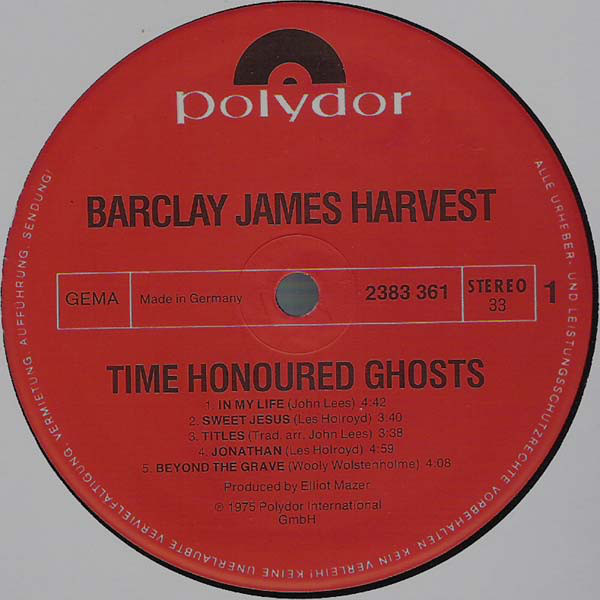 polydor
BARCLAY JAMES HARVEST
GEMA
Made in Germany
2383 361
STEREO
33
1
TIME HONOURED GHOSTS
1. IN MY LIFE (John Lees) 4:42
2. SWEET JESUS (Les Holroyd) 3:40
3. TITLES (Trad. arr. John Lees) 3:38
4. JONATHAN (Les Holroyd) 4:59
5. BEYOND THE GRAVE (Wooly Wolstenholme) 4:08
Produced by Elliot Mazer
℗ 1975 Polydor International
GmbH
ALLE URHEBER- UND LEISTUNGSSCHUTZRECHTE VORBEHALTEN. KEIN VERLEIH! KEINE UNERLAUBTE VERVIELFÄLTIGUNG, VERMIETUNG, AUFFÜHRUNG, SENDUNG!